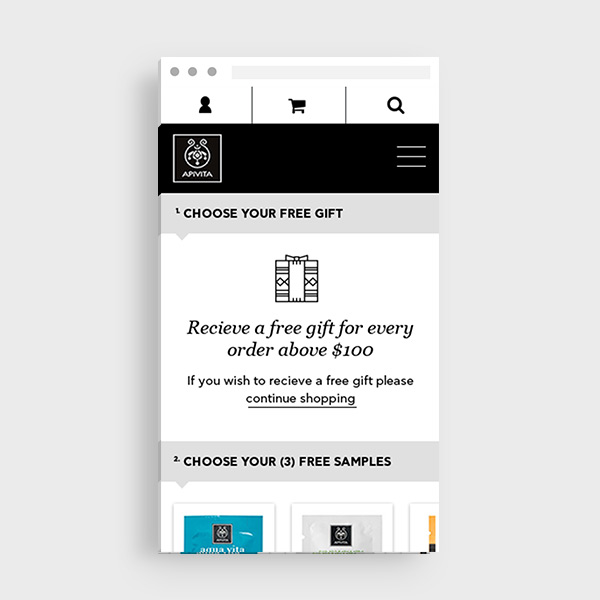 APIVITA
1. CHOOSE YOUR FREE GIFT
Recieve a free gift for every
order above $100
If you wish to recieve a free gift please
continue shopping
2. CHOOSE YOUR (3) FREE SAMPLES
aqua vita